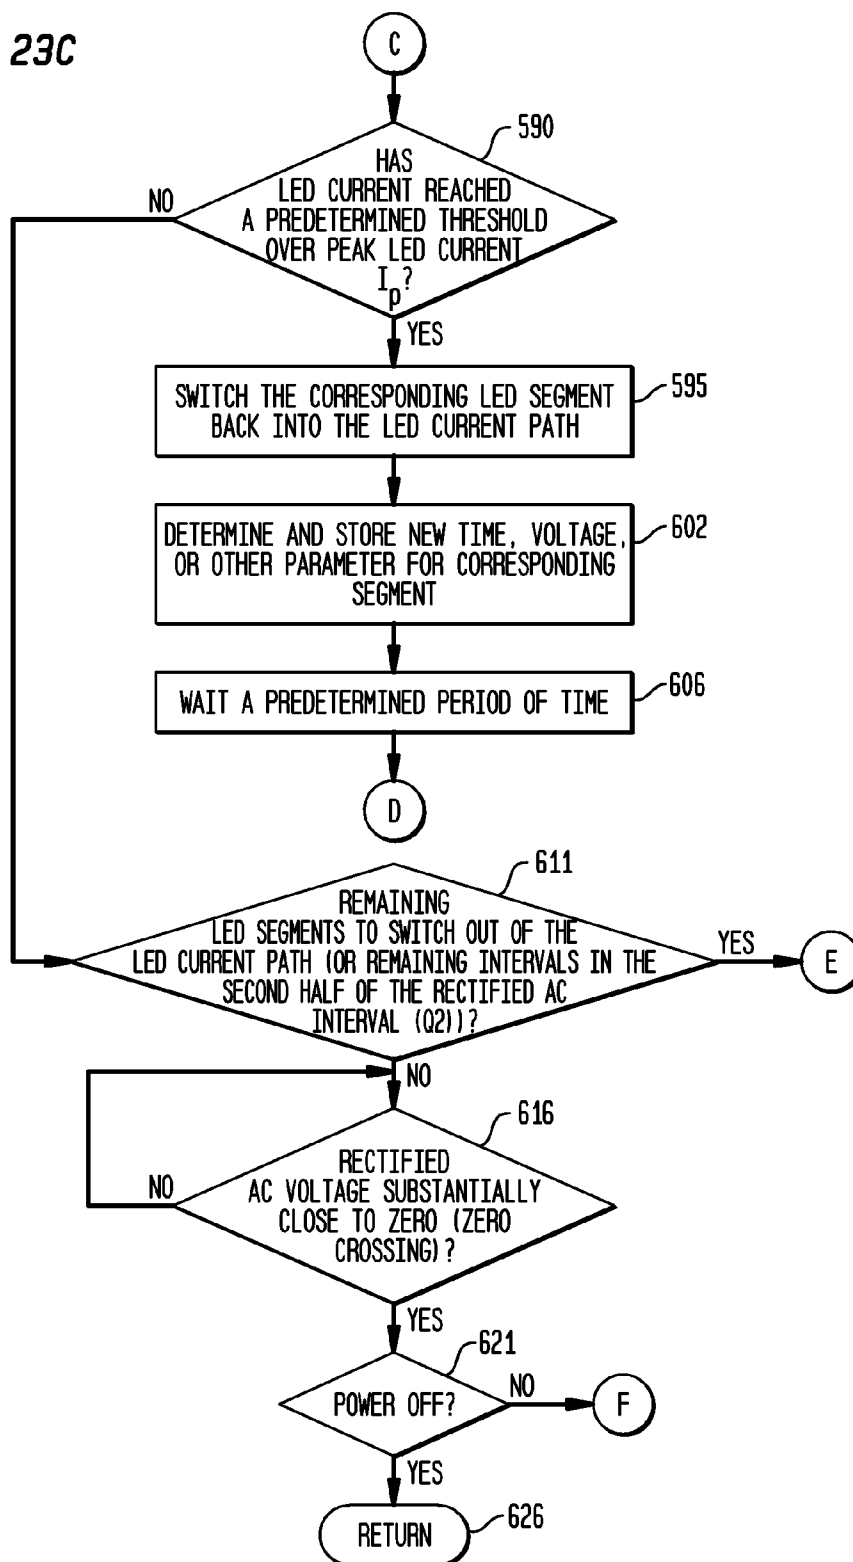 23C
C
590
HAS
LED CURRENT REACHED
A PREDETERMINED THRESHOLD
OVER PEAK LED CURRENT
Ip?
NO
YES
SWITCH THE CORRESPONDING LED SEGMENT
BACK INTO THE LED CURRENT PATH
595
DETERMINE AND STORE NEW TIME, VOLTAGE,
OR OTHER PARAMETER FOR CORRESPONDING
SEGMENT
602
WAIT A PREDETERMINED PERIOD OF TIME
606
D
611
REMAINING
LED SEGMENTS TO SWITCH OUT OF THE
LED CURRENT PATH (OR REMAINING INTERVALS IN THE
SECOND HALF OF THE RECTIFIED AC
INTERVAL (Q2))?
YES
E
NO
616
RECTIFIED
AC VOLTAGE SUBSTANTIALLY
CLOSE TO ZERO (ZERO
CROSSING)?
NO
YES
621
POWER OFF?
NO
F
YES
RETURN
626